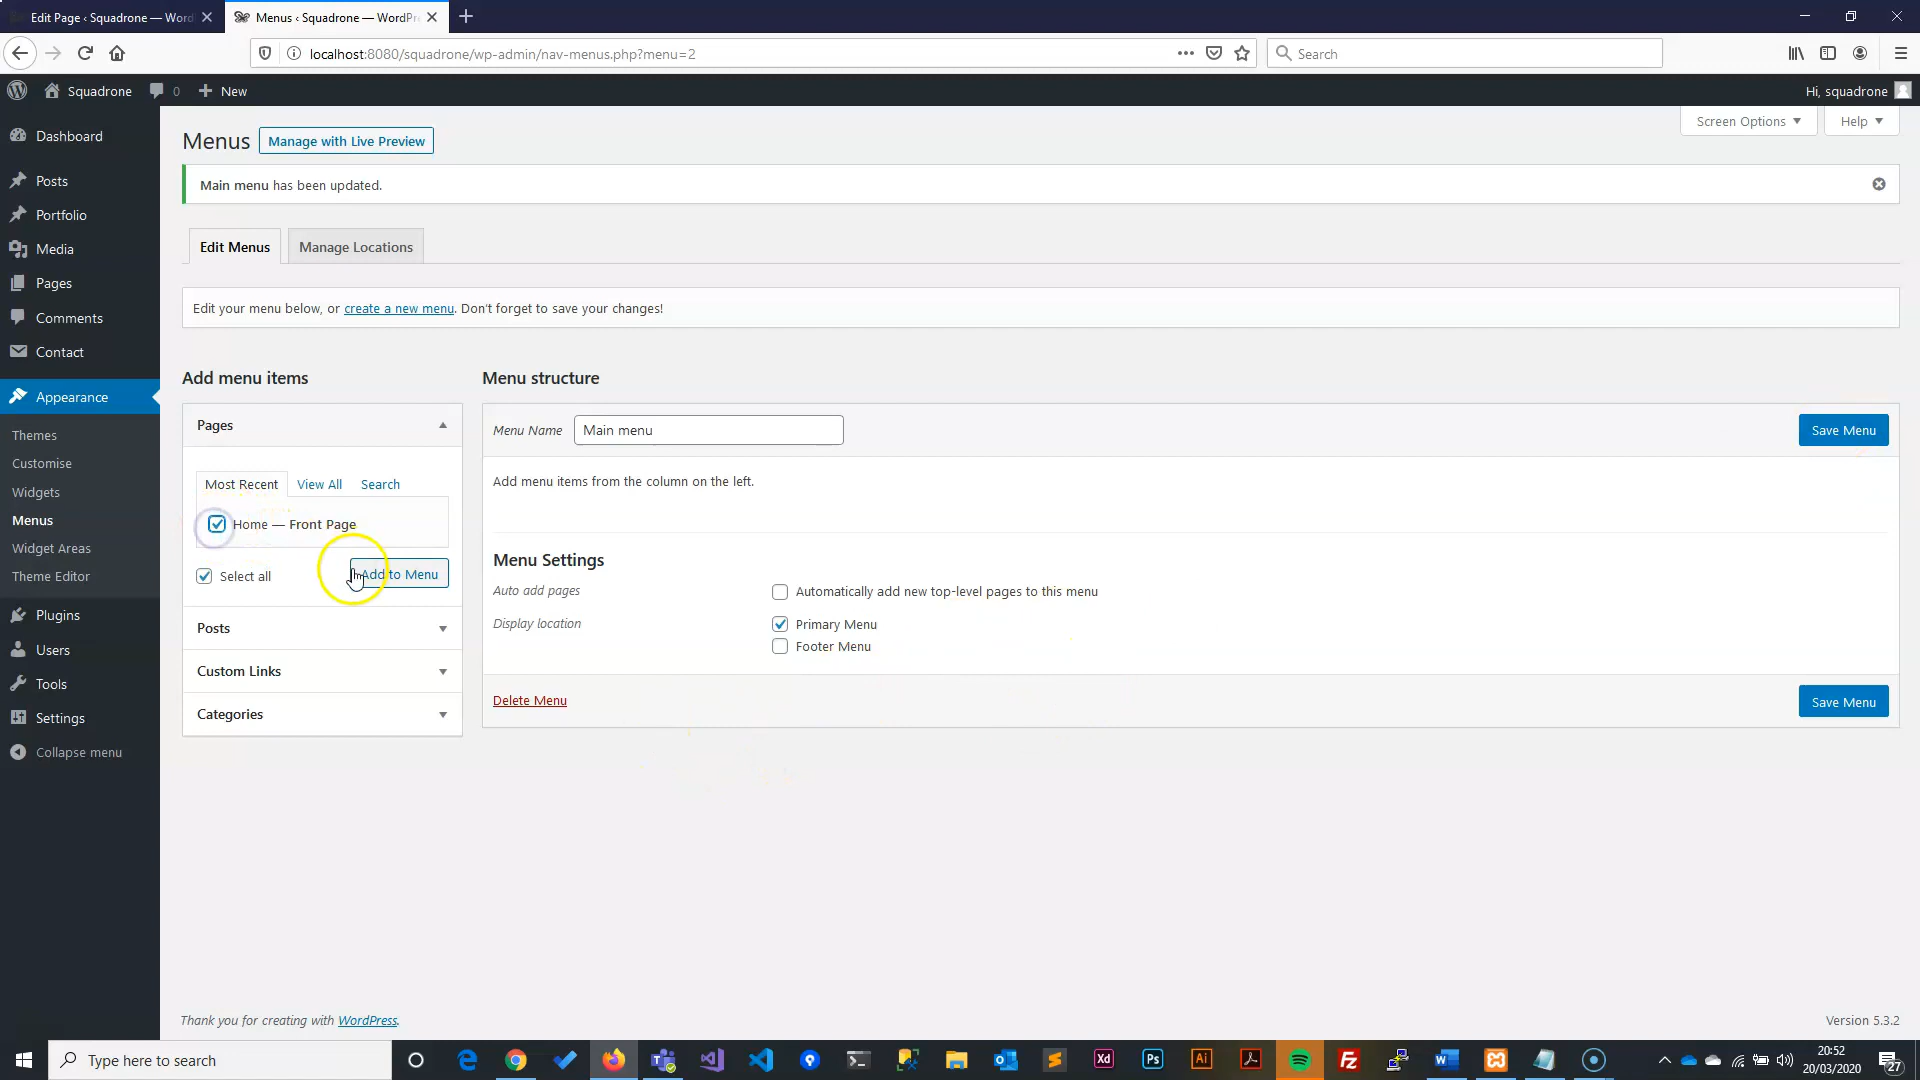 Edit Page ‹ Squadrone — Word
Menus ‹ Squadrone — WordPr
localhost:8080/squadrone/wp-admin/nav-menus.php?menu=2
Search
Squadrone
0
New
Hi, squadrone
Dashboard
Posts
Portfolio
Media
Pages
Comments
Contact
Appearance
Themes
Customise
Widgets
Menus
Widget Areas
Theme Editor
Plugins
Users
Tools
Settings
Collapse menu
Screen Options
Help
Menus
Manage with Live Preview
Main menu has been updated.
Edit Menus
Manage Locations
Edit your menu below, or create a new menu. Don't forget to save your changes!
Add menu items
Pages
Most Recent
View All
Search
Home — Front Page
Select all
Add to Menu
Posts
Custom Links
Categories
Menu structure
Menu Name
Main menu
Save Menu
Add menu items from the column on the left.
Menu Settings
Auto add pages
Automatically add new top-level pages to this menu
Display location
Primary Menu
Footer Menu
Delete Menu
Save Menu
Thank you for creating with WordPress.
Version 5.3.2
Type here to search
Xd
Ps
Ai
20:52
20/03/2020
27